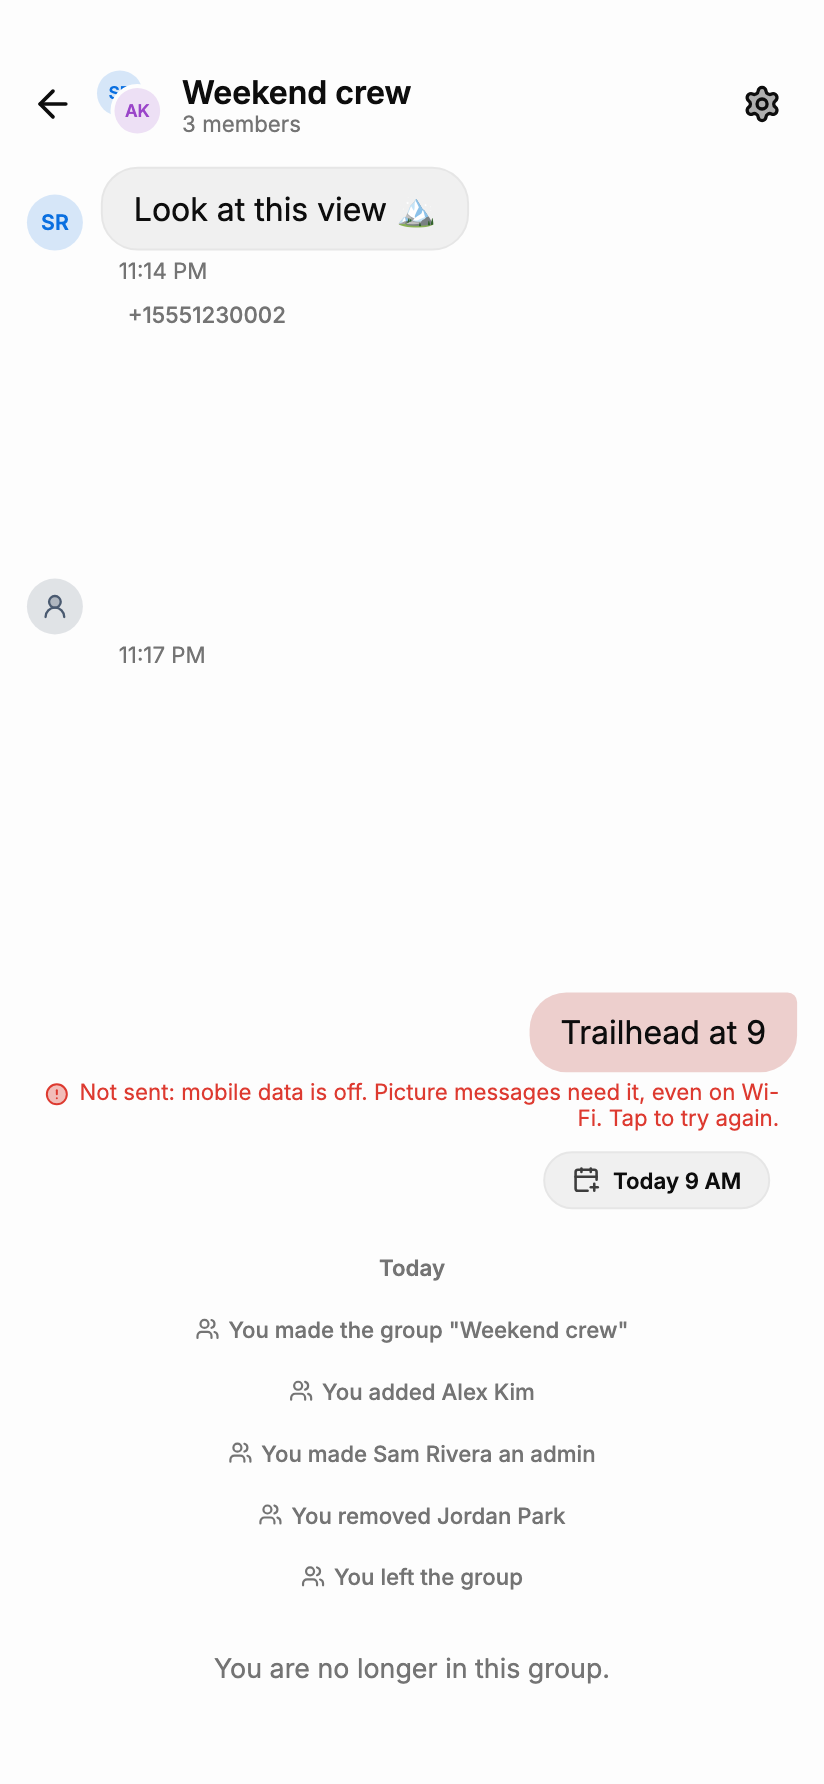 Weekend crew
3 members
AK
Look at this view 🏔️
SR
11:14 PM
+15551230002
11:17 PM
Trailhead at 9
Not sent: mobile data is off. Picture messages need it, even on Wi-
Fi. Tap to try again.
Today 9 AM
Today
You made the group "Weekend crew"
You added Alex Kim
You made Sam Rivera an admin
You removed Jordan Park
You left the group
You are no longer in this group.